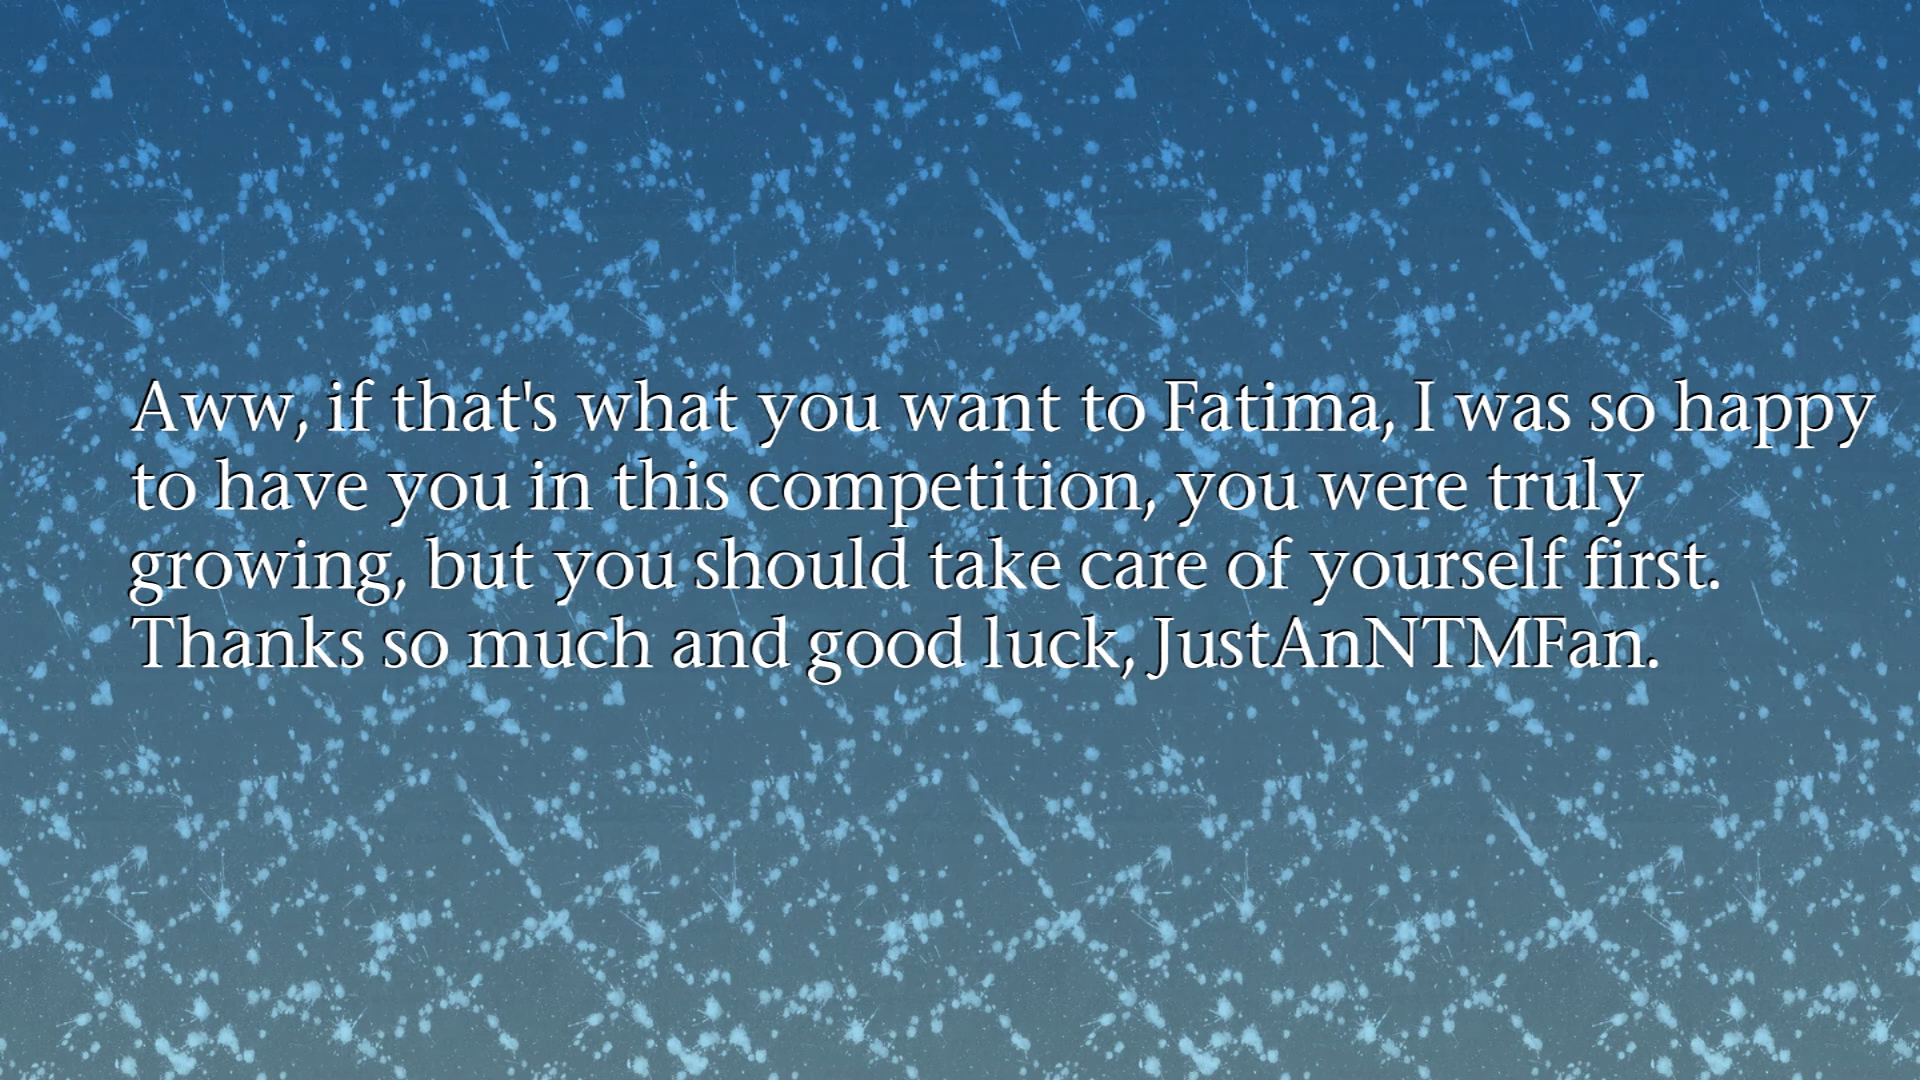 Aww, if that's what you want to Fatima, I was so happy
to have you in this competition, you were truly
growing, but you should take care of yourself first.
Thanks so much and good luck, JustAnNTMFan.